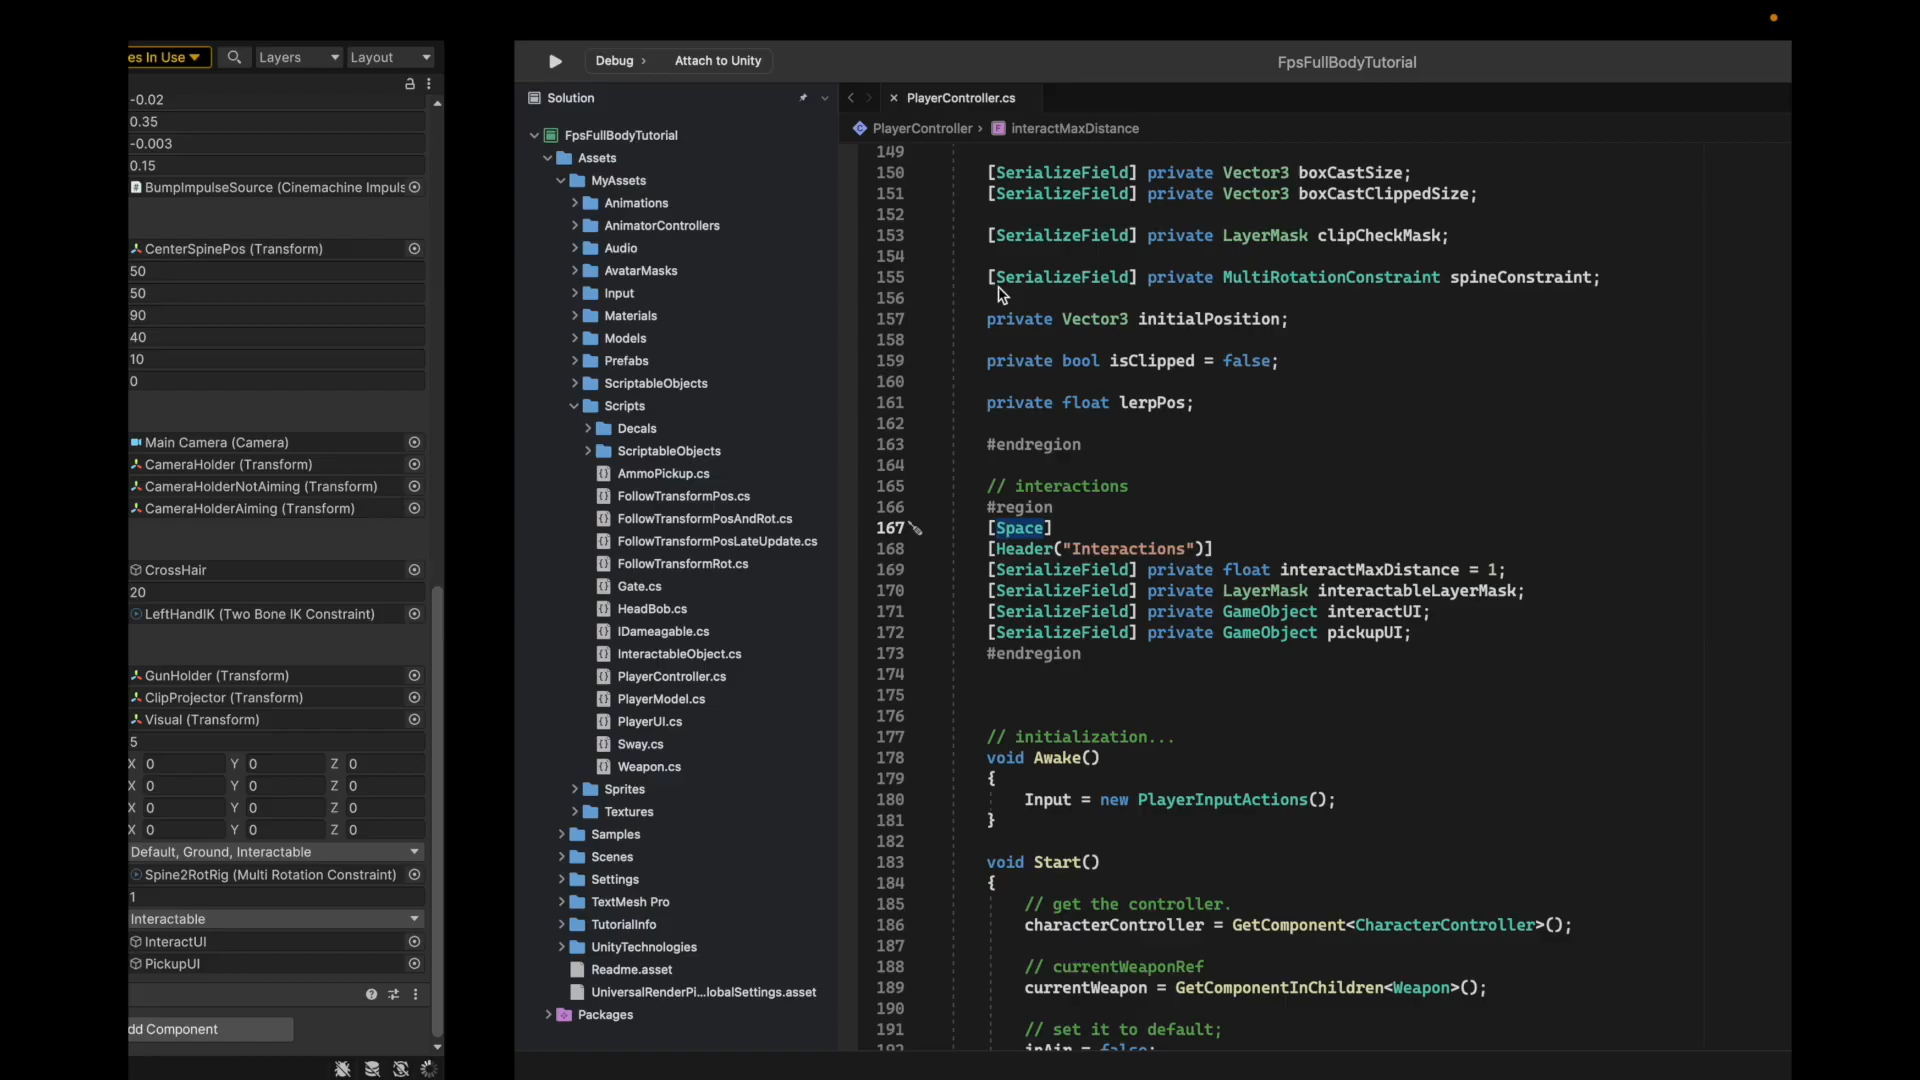 es In Use
Layers
Layout
-0.02
0.35
-0.003
0.15
BumpImpulseSource (Cinemachine Impuls
CenterSpinePos (Transform)
50
50
90
40
10
0
Main Camera (Camera)
CameraHolder (Transform)
CameraHolderNotAiming (Transform)
CameraHolderAiming (Transform)
CrossHair
20
LeftHandIK (Two Bone IK Constraint)
GunHolder (Transform)
ClipProjector (Transform)
Visual (Transform)
5
X 0 Y 0 Z 0
X 0 Y 0 Z 0
X 0 Y 0 Z 0
X 0 Y 0 Z 0
Default, Ground, Interactable
Spine2RotRig (Multi Rotation Constraint)
1
Interactable
InteractUI
PickupUI
dd Component
Debug › Attach to Unity
FpsFullBodyTutorial
Solution
FpsFullBodyTutorial
Assets
MyAssets
Animations
AnimatorControllers
Audio
AvatarMasks
Input
Materials
Models
Prefabs
ScriptableObjects
Scripts
Decals
ScriptableObjects
AmmoPickup.cs
FollowTransformPos.cs
FollowTransformPosAndRot.cs
FollowTransformPosLateUpdate.cs
FollowTransformRot.cs
Gate.cs
HeadBob.cs
IDameagable.cs
InteractableObject.cs
PlayerController.cs
PlayerModel.cs
PlayerUI.cs
Sway.cs
Weapon.cs
Sprites
Textures
Samples
Scenes
Settings
TextMesh Pro
TutorialInfo
UnityTechnologies
Readme.asset
UniversalRenderPi...lobalSettings.asset
Packages
PlayerController.cs
PlayerController › F interactMaxDistance
149
150 [SerializeField] private Vector3 boxCastSize;
151 [SerializeField] private Vector3 boxCastClippedSize;
152
153 [SerializeField] private LayerMask clipCheckMask;
154
155 [SerializeField] private MultiRotationConstraint spineConstraint;
156
157 private Vector3 initialPosition;
158
159 private bool isClipped = false;
160
161 private float lerpPos;
162
163 #endregion
164
165 // interactions
166 #region
167 [Space]
168 [Header("Interactions")]
169 [SerializeField] private float interactMaxDistance = 1;
170 [SerializeField] private LayerMask interactableLayerMask;
171 [SerializeField] private GameObject interactUI;
172 [SerializeField] private GameObject pickupUI;
173 #endregion
174
175
176
177 // initialization...
178 void Awake()
179 {
180 Input = new PlayerInputActions();
181 }
182
183 void Start()
184 {
185 // get the controller.
186 characterController = GetComponent<CharacterController>();
187
188 // currentWeaponRef
189 currentWeapon = GetComponentInChildren<Weapon>();
190
191 // set it to default;
192 inAir = false;